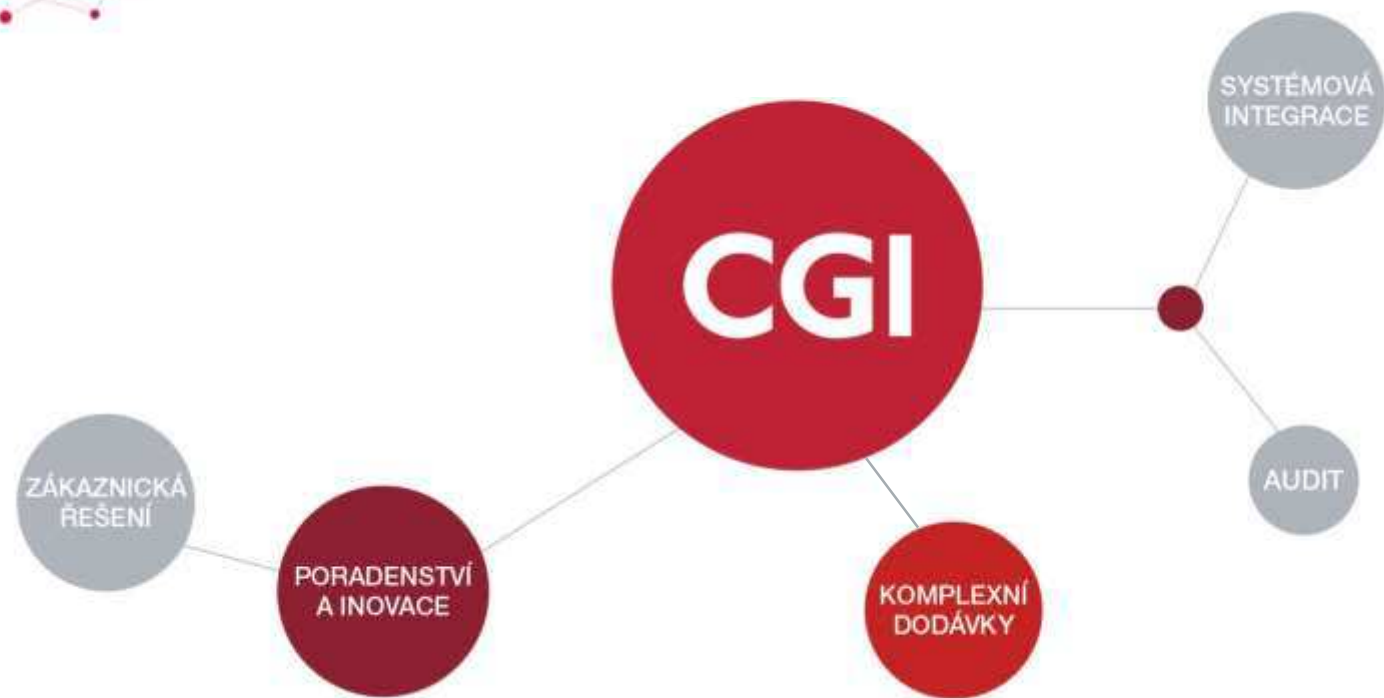 SYSTÉMOVÁ
INTEGRACE
CGI
ZÁKAZNICKÁ
ŘEŠENÍ
AUDIT
PORADENSTVÍ
A INOVACE
KOMPLEXNÍ
DODÁVKY